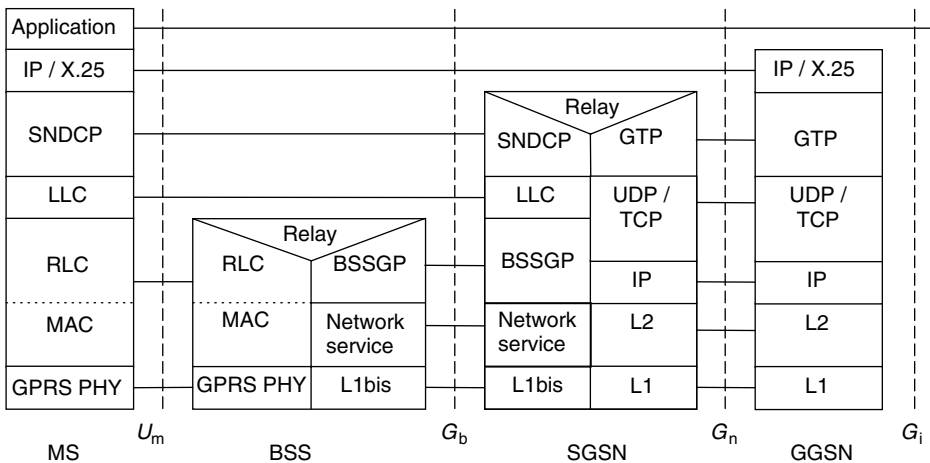 Application
IP / X.25
IP / X.25
Relay
SNDCP
SNDCP
GTP
GTP
LLC
LLC
UDP /
TCP
UDP /
TCP
Relay
RLC
RLC
BSSGP
BSSGP
IP
IP
MAC
MAC
Network
service
Network
service
L2
L2
GPRS PHY
GPRS PHY
L1bis
L1bis
L1
L1
Um
Gb
Gn
Gi
MS
BSS
SGSN
GGSN